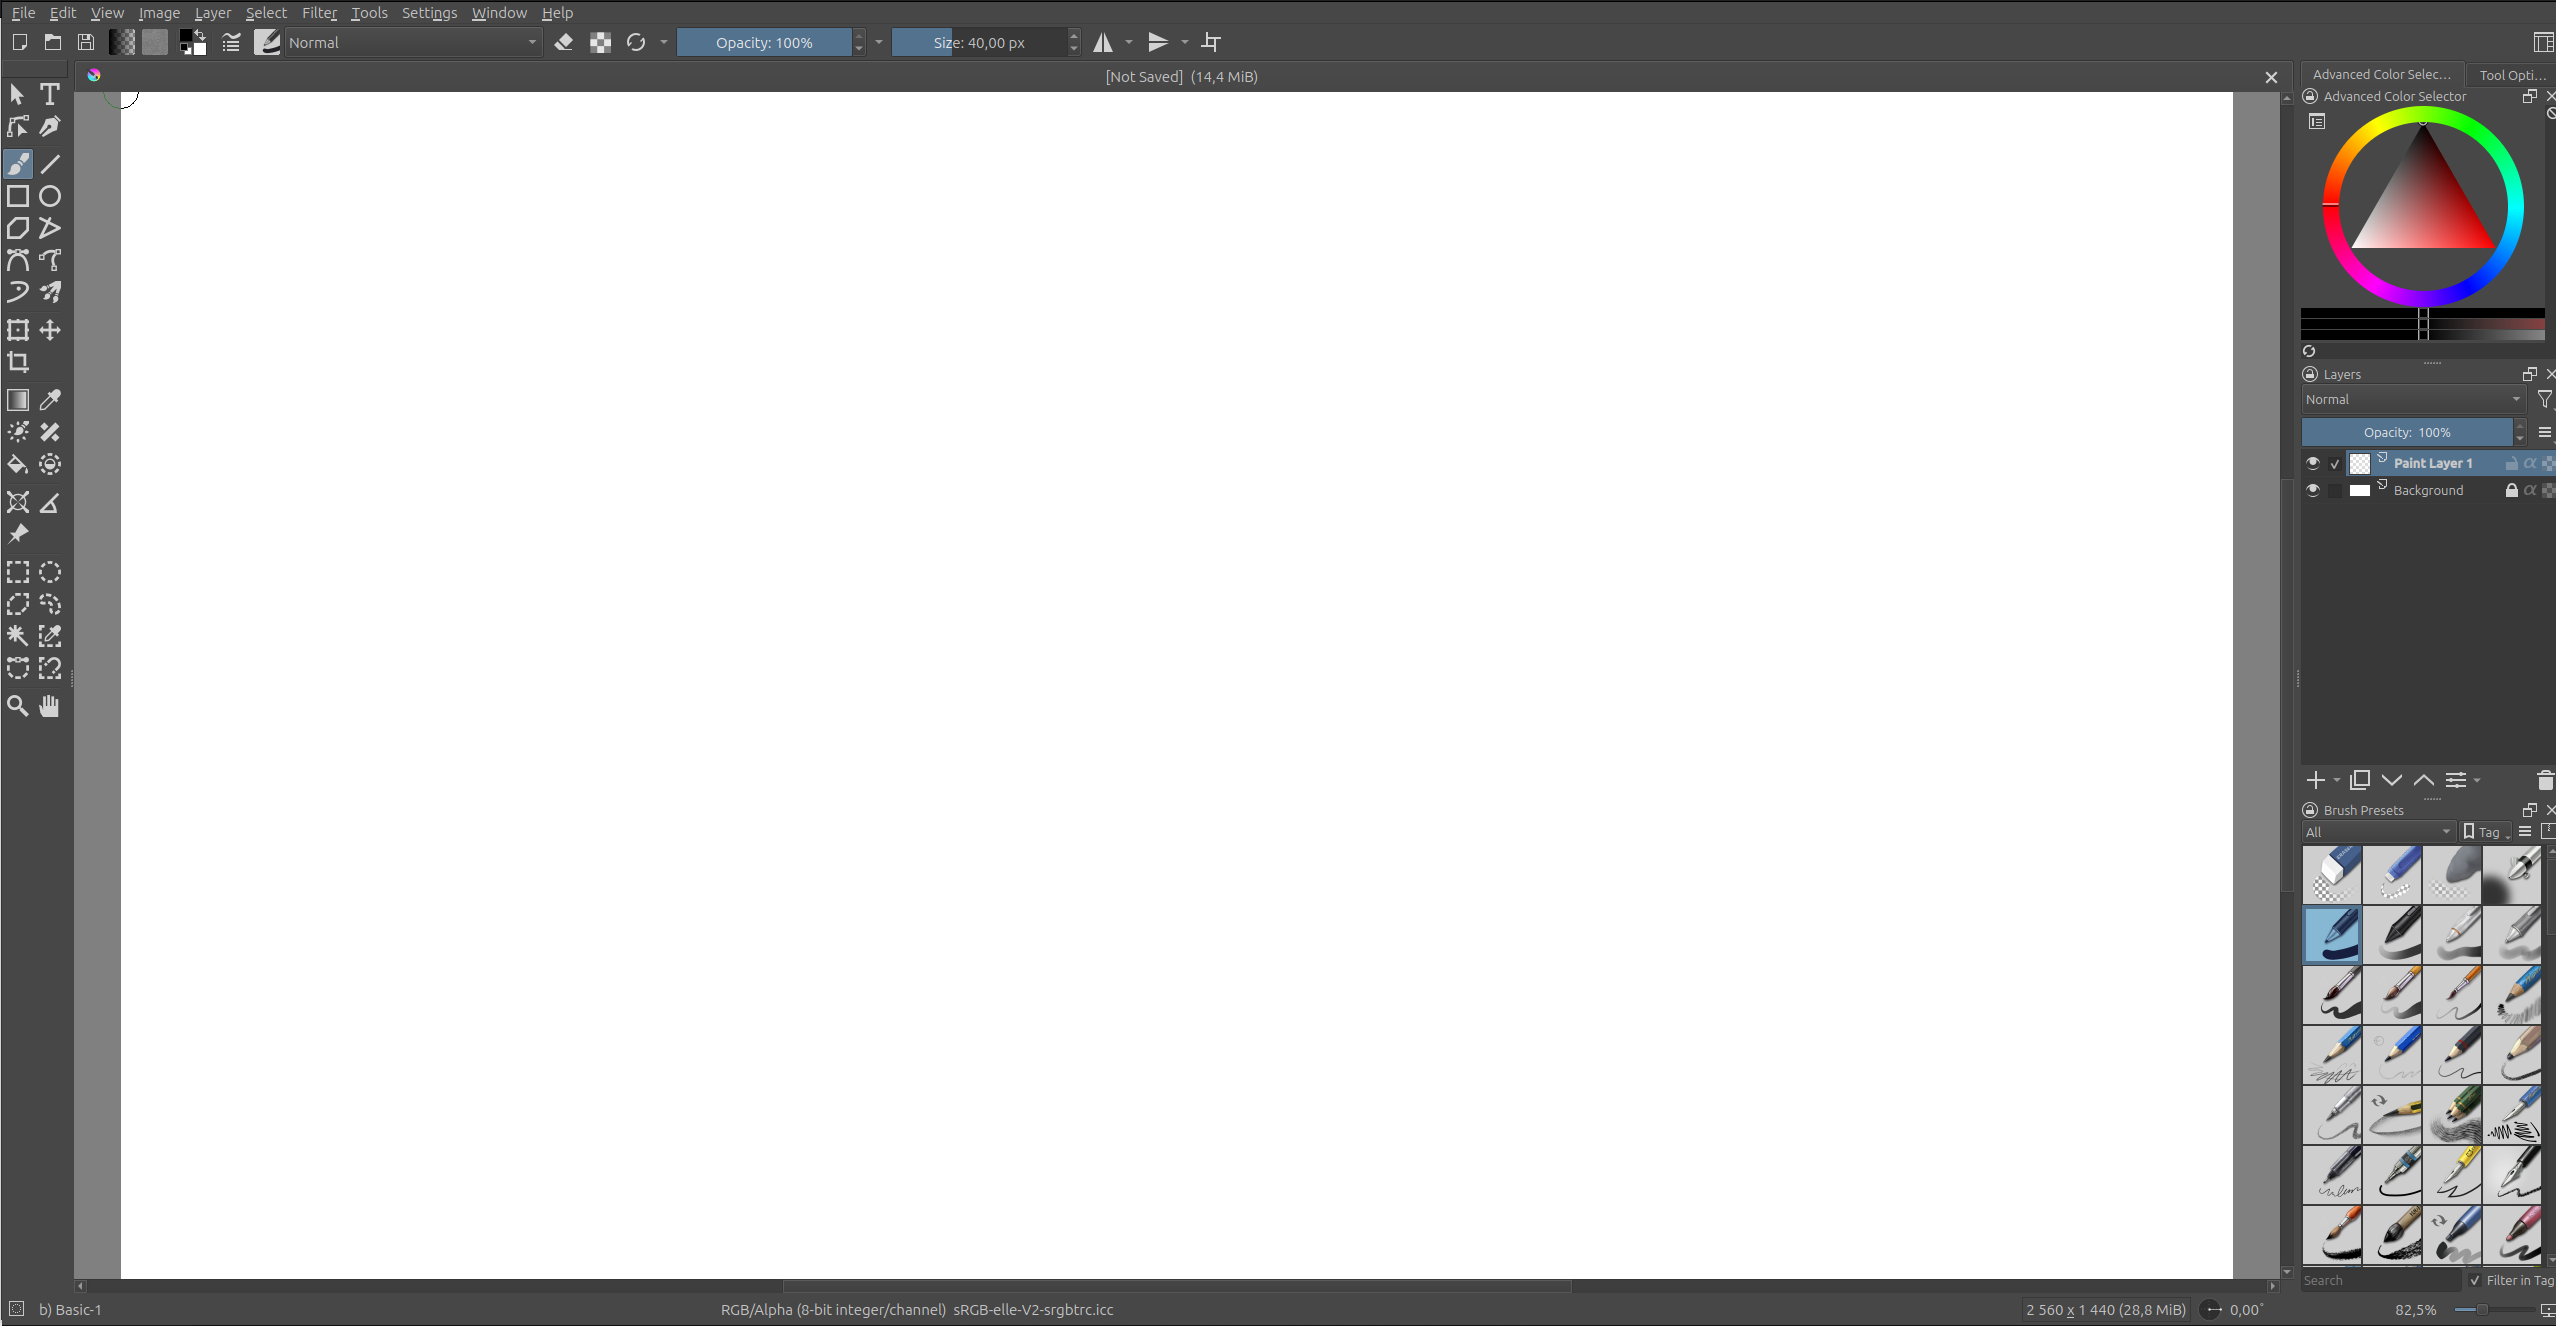 File Edit View Image Layer Select Filter Tools Settings Window Help
Normal Opacity: 100% Size: 40,00 px
[Not Saved] (14,4 MiB)
Advanced Color Selec... Tool Opti...
Advanced Color Selector
Layers
Normal
Opacity: 100%
Paint Layer 1
Background
Brush Presets
All Tag
Search Filter in Tag
b) Basic-1 RGB/Alpha (8-bit integer/channel) sRGB-elle-V2-srgbtrc.icc 2 560 x 1 440 (28,8 MiB) 0,00° 82,5%